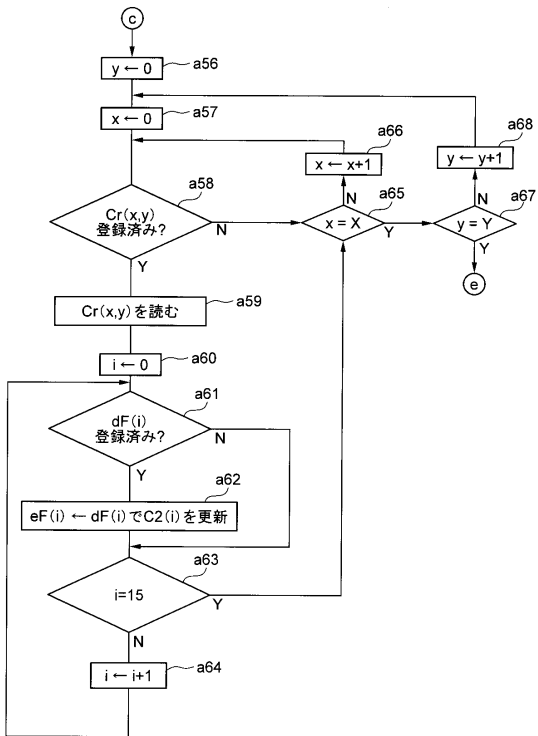 c
y ← 0
a56
x ← 0
a57
a66
x ← x+1
a68
y ← y+1
a58
Cr(x,y)
登録済み?
N
Y
a65
x = X
N
Y
a67
y = Y
N
Y
e
Cr(x,y)を読む
a59
i ← 0
a60
a61
dF(i)
登録済み?
N
Y
a62
eF(i) ← dF(i)でC2(i)を更新
a63
i=15
Y
N
i ← i+1
a64